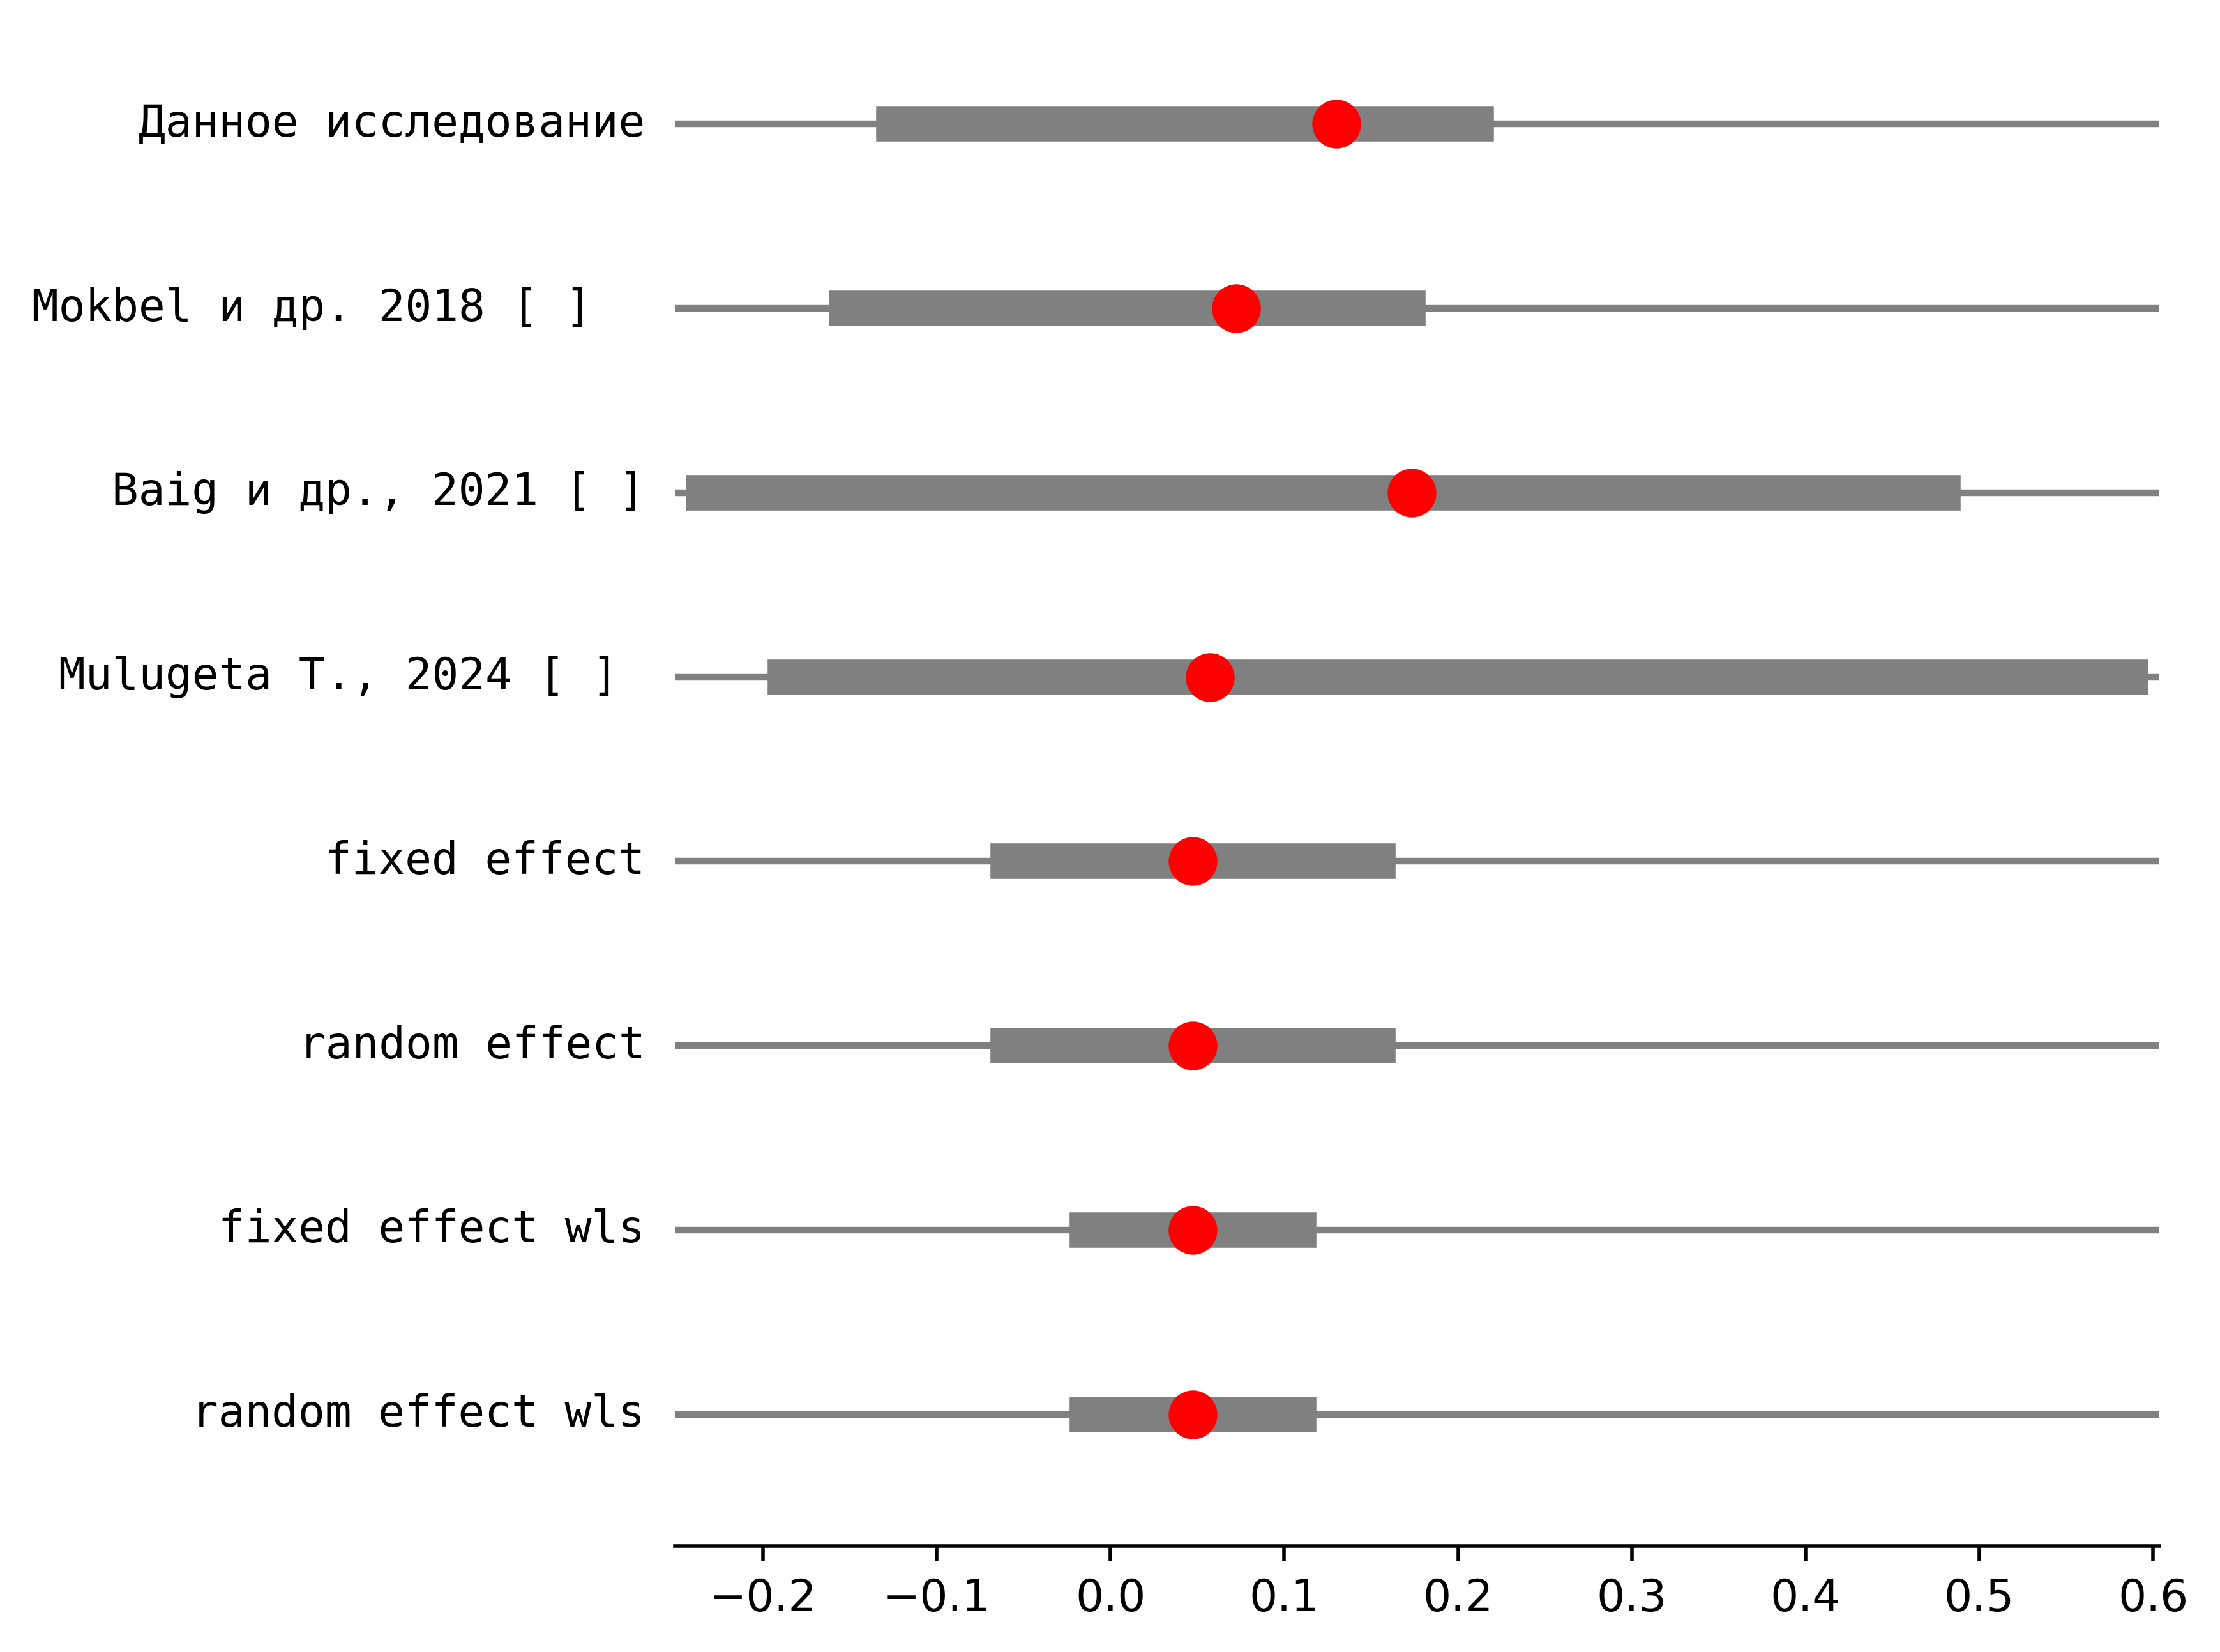 Данное исследование
Mokbel и др. 2018 [ ]
Baig и др., 2021 [ ]
Mulugeta T., 2024 [ ]
fixed effect
random effect
fixed effect wls
random effect wls
−0.2 −0.1 0.0 0.1 0.2 0.3 0.4 0.5 0.6